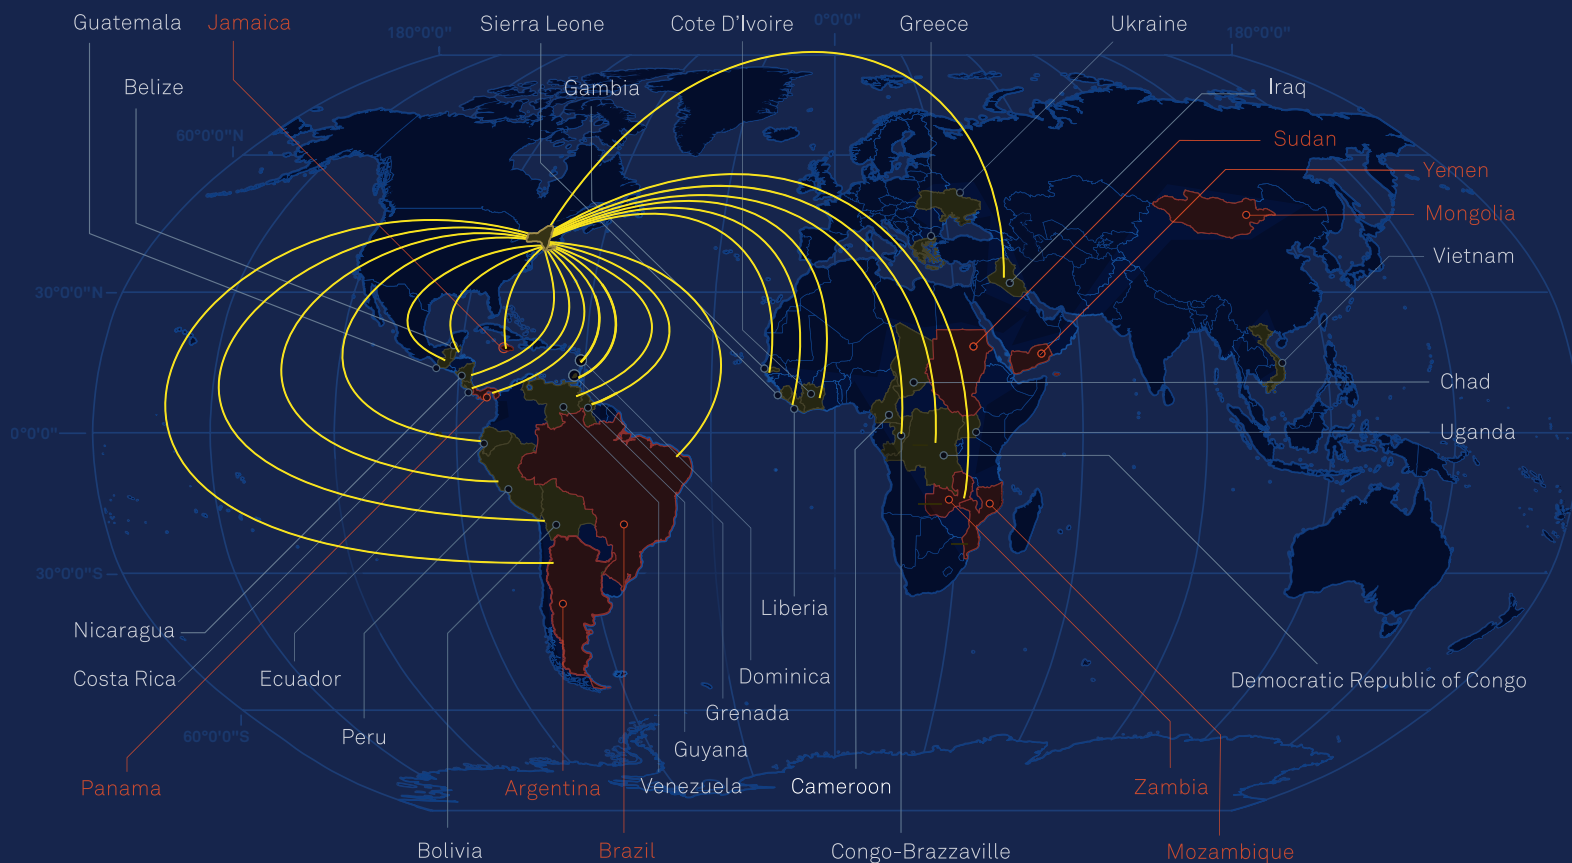 Guatemala
Jamaica
Sierra Leone
Cote D'Ivoire
0°0'0"
Greece
Ukraine
180°0'0"
180°0'0"
Belize
Gambia
Iraq
60°0'0"N
Sudan
Yemen
Mongolia
Vietnam
30°0'0"N
Chad
0°0'0"
Uganda
30°0'0"S
Liberia
Nicaragua
Costa Rica
Ecuador
Dominica
Democratic Republic of Congo
Grenada
60°0'0"S
Peru
Guyana
Panama
Argentina
Venezuela
Cameroon
Zambia
Bolivia
Brazil
Congo-Brazzaville
Mozambique